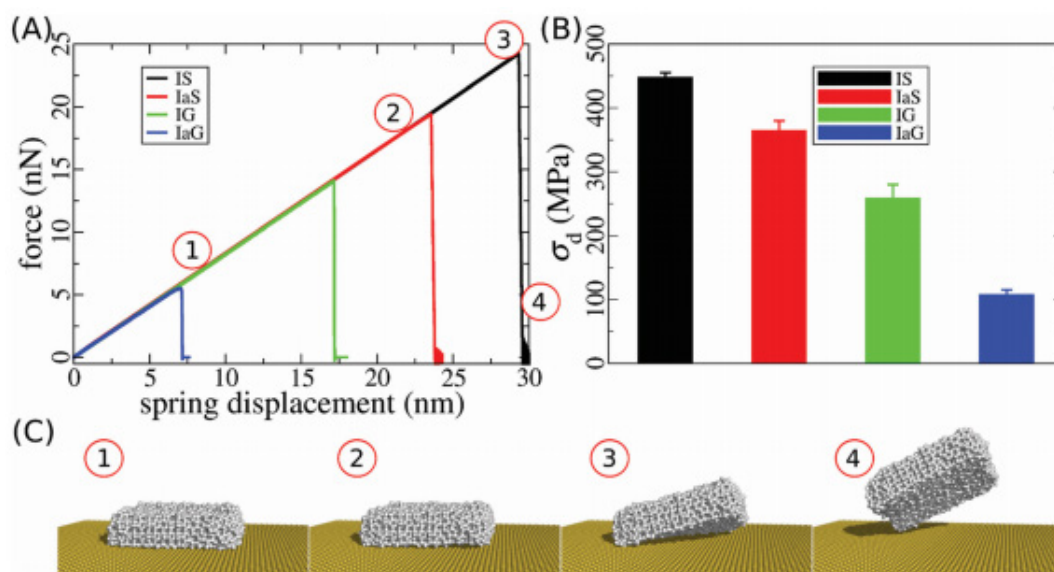 (A)
25
20
15
10
5
0
force (nN)
IS
IaS
IG
IaG
1
2
3
4
0 5 10 15 20 25 30
spring displacement (nm)
(B)
500
400
300
200
100
0
σd (MPa)
IS
IaS
IG
IaG
(C)
1 2 3 4